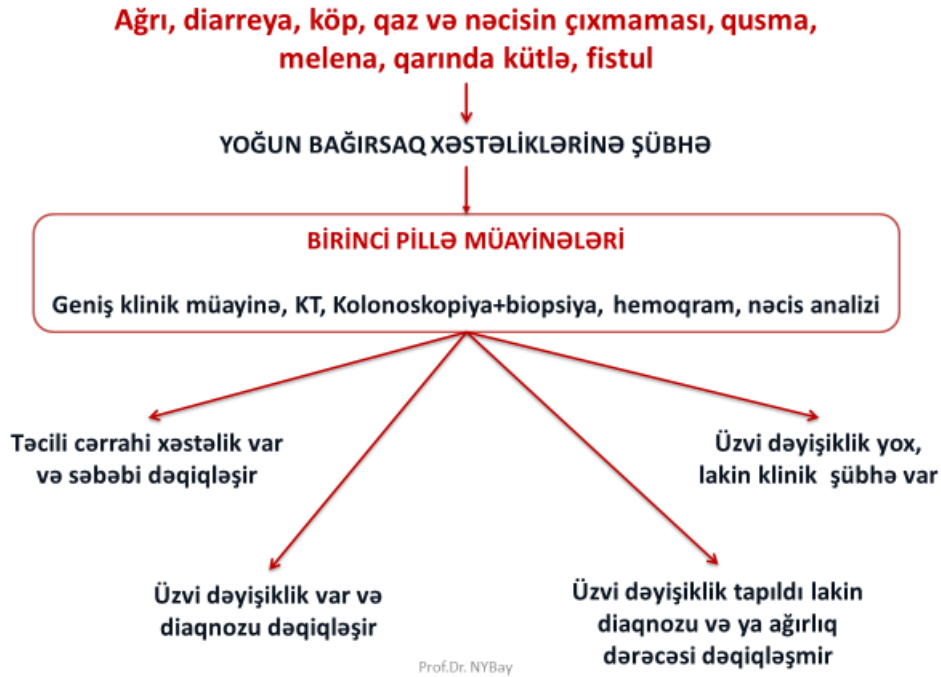 Ağrı, diarreya, köp, qaz və nəcisin çıxmaması, qusma,
melena, qarında kütlə, fistul
YOĞUN BAĞIRSAQ XƏSTƏLİKLƏRİNƏ ŞÜBHƏ
BİRİNCİ PİLLƏ MÜAYİNƏLƏRİ
Geniş klinik müayinə, KT, Kolonoskopiya+biopsiya, hemoqram, nəcis analizi
Təcili cərrahi xəstəlik var
və səbəbi dəqiqləşir
Üzvi dəyişiklik yox,
lakin klinik şübhə var
Üzvi dəyişiklik var və
diaqnozu dəqiqləşir
Üzvi dəyişiklik tapıldı lakin
diaqnozu və ya ağırlıq
dərəcəsi dəqiqləşmir
Prof.Dr. NYBay